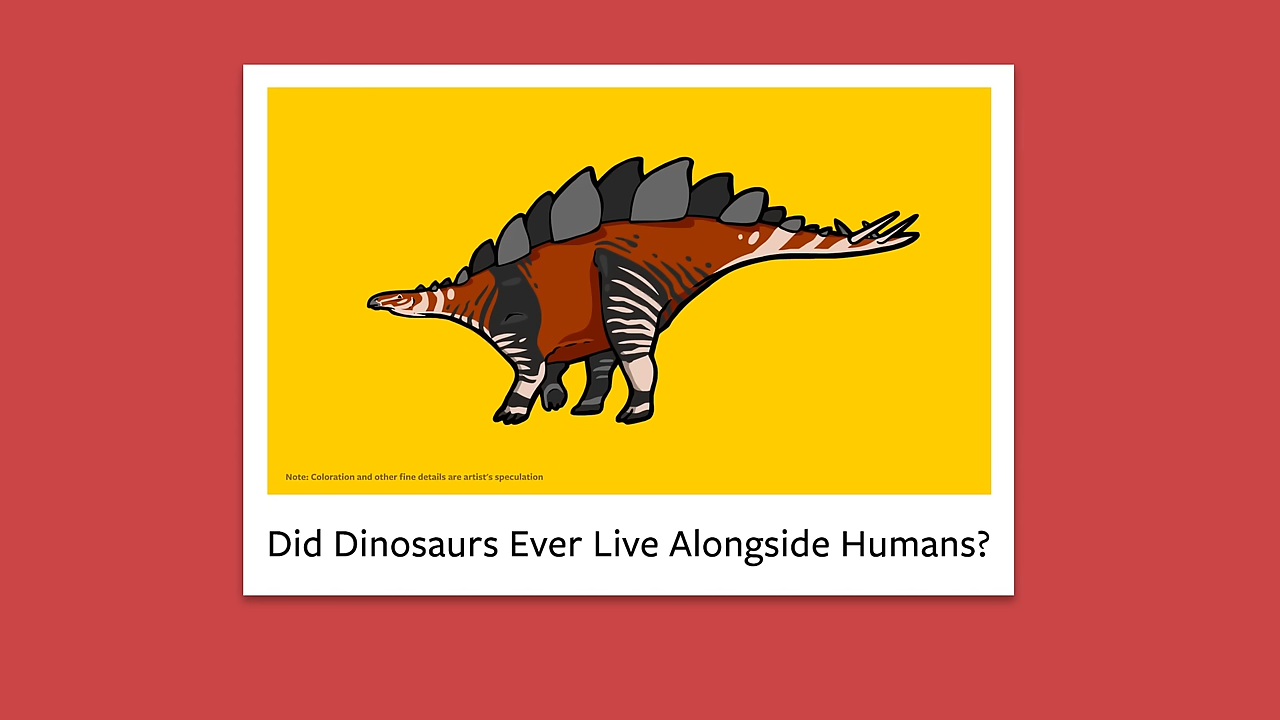 Note: Coloration and other fine details are artist's speculation
Did Dinosaurs Ever Live Alongside Humans?